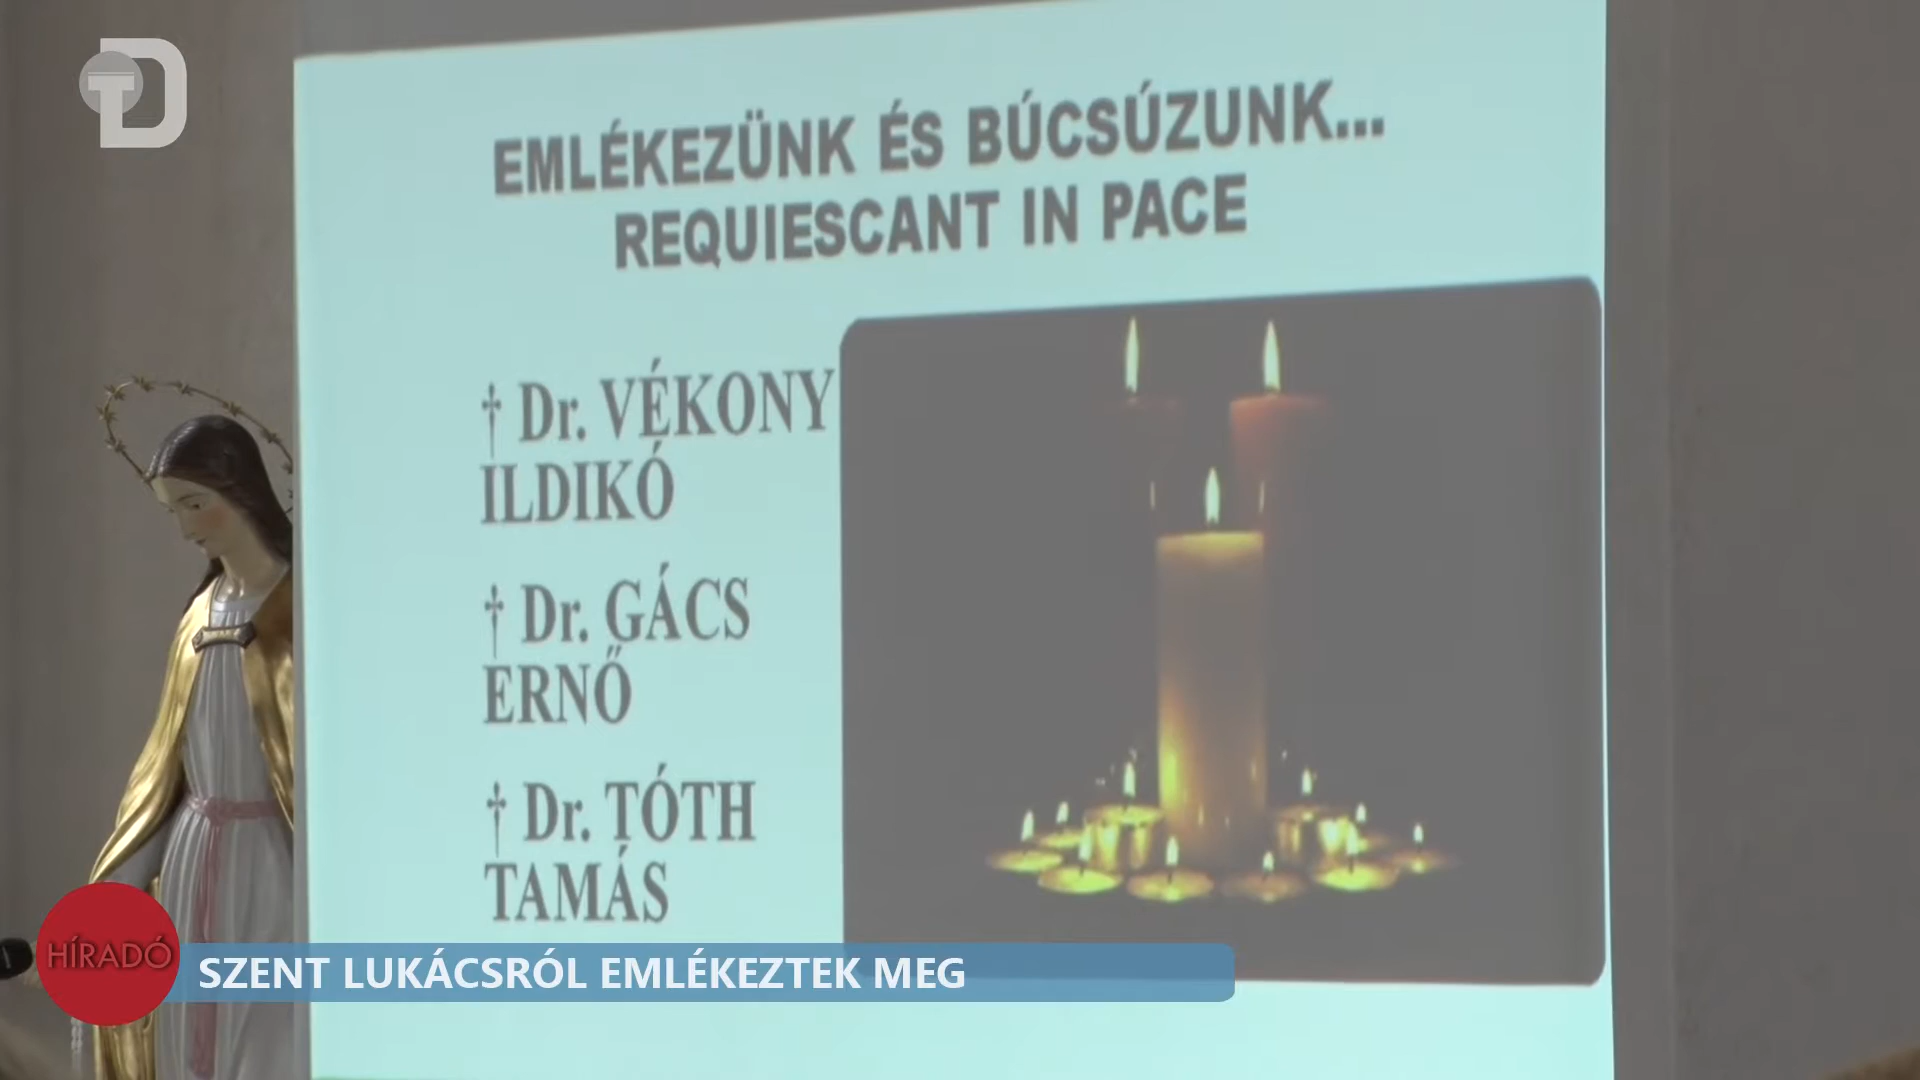 TD
EMLÉKEZÜNK ÉS BÚCSÚZUNK...
REQUIESCANT IN PACE
† Dr. VÉKONY
ILDIKÓ
† Dr. GÁCS
ERNŐ
† Dr. TÓTH
TAMÁS
HÍRADÓ
SZENT LUKÁCSRÓL EMLÉKEZTEK MEG